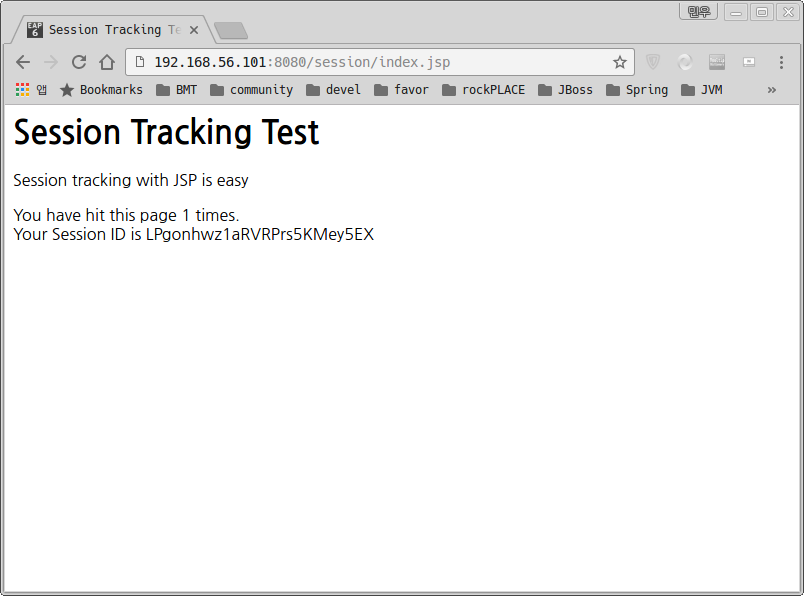 민우
EAP 6 Session Tracking Te
192.168.56.101:8080/session/index.jsp
앱 Bookmarks BMT community devel favor rockPLACE JBoss Spring JVM »
Session Tracking Test
Session tracking with JSP is easy
You have hit this page 1 times.
Your Session ID is LPgonhwz1aRVRPrs5KMey5EX